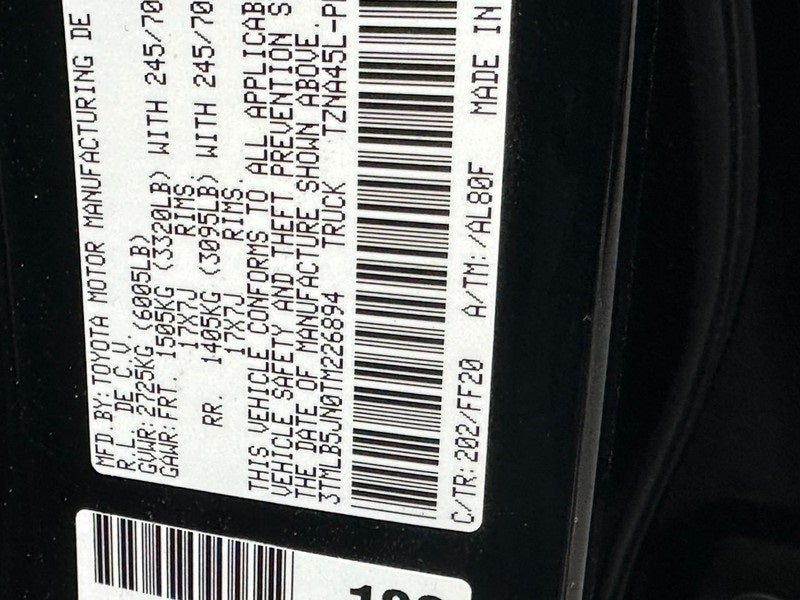 MFD.BY:TOYOTA MOTOR MANUFACTURING DE
R.L. DE C.V.
GVWR:2725KG (6005LB)
GAWR:FRT. 1505KG (3320LB) WITH 245/70
17X7J RIMS.
RR. 1405KG (3095LB) WITH 245/70
17X7J RIMS.
THIS VEHICLE CONFORMS TO ALL APPLICAB
VEHICLE SAFETY AND THEFT PREVENTION S
THE DATE OF MANUFACTURE SHOWN ABOVE.
3TMLB5JN0TM226894 TRUCK TZNA45L-P
C/TR:202/FF20 A/TM: /AL80F MADE IN